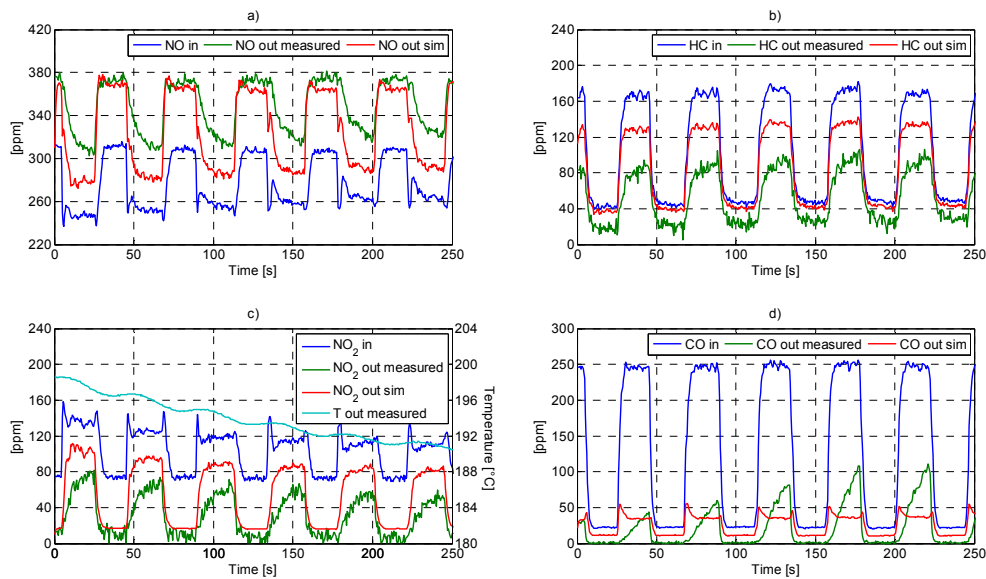 a)
NO in NO out measured NO out sim
420
380
340
300
260
220
[ppm]
0 50 100 150 200 250
Time [s]
b)
HC in HC out measured HC out sim
240
200
160
120
80
40
0
[ppm]
0 50 100 150 200 250
Time [s]
c)
NO2 in
NO2 out measured
NO2 out sim
T out measured
240
200
160
120
80
40
0
[ppm]
204
200
196
192
188
184
180
Temperature [°C]
0 50 100 150 200 250
Time [s]
d)
CO in CO out measured CO out sim
300
250
200
150
100
50
0
[ppm]
0 50 100 150 200 250
Time [s]